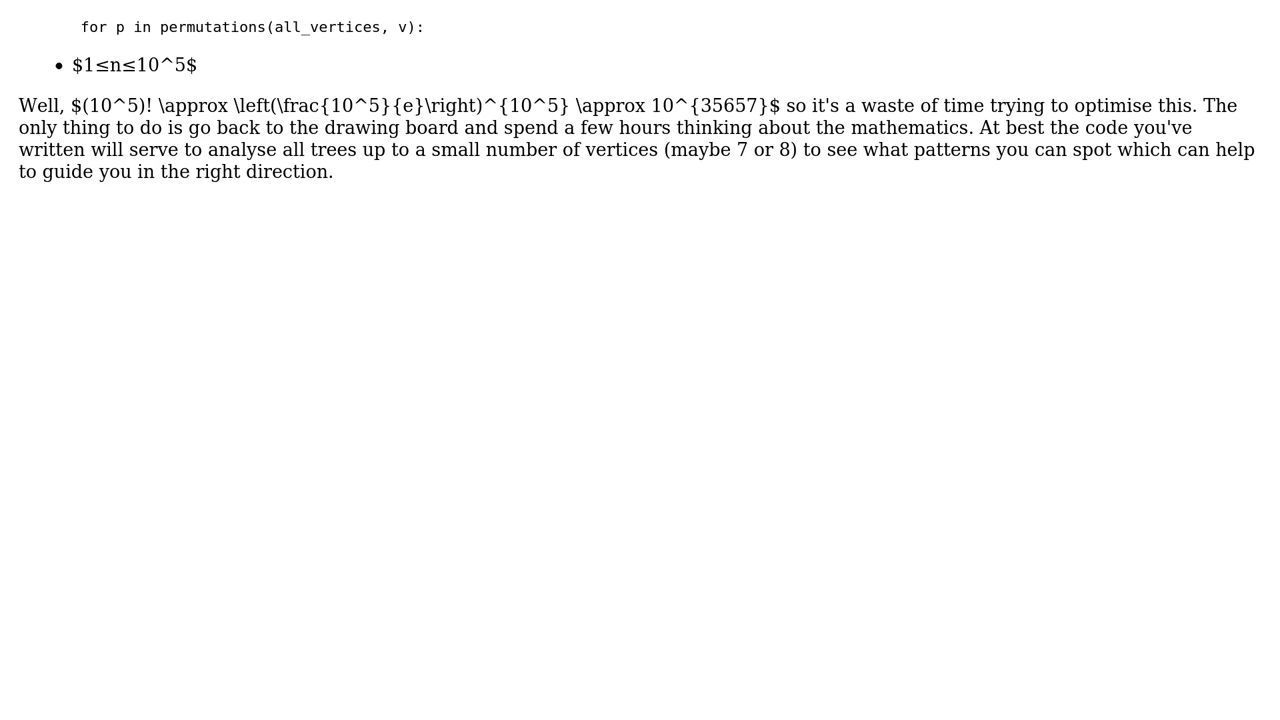 for p in permutations(all_vertices, v):
• $1≤n≤10^5$
Well, $(10^5)! \approx \left(\frac{10^5}{e}\right)^{10^5} \approx 10^{35657}$ so it's a waste of time trying to optimise this. The
only thing to do is go back to the drawing board and spend a few hours thinking about the mathematics. At best the code you've
written will serve to analyse all trees up to a small number of vertices (maybe 7 or 8) to see what patterns you can spot which can help
to guide you in the right direction.